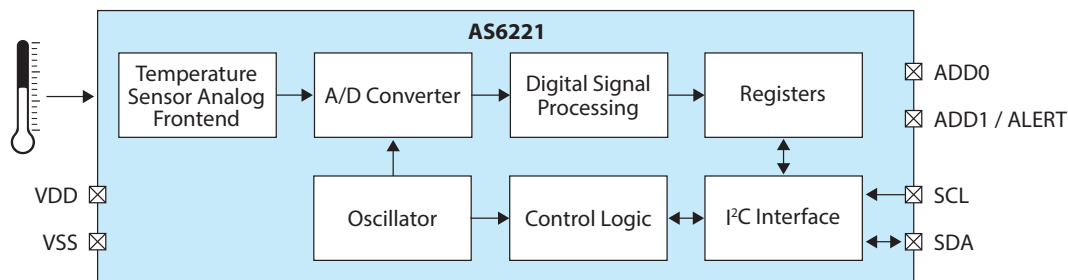 AS6221
Temperature
Sensor Analog
Frontend
A/D Converter
Digital Signal
Processing
Registers
ADD0
ADD1 / ALERT
VDD
VSS
Oscillator
Control Logic
I²C Interface
SCL
SDA